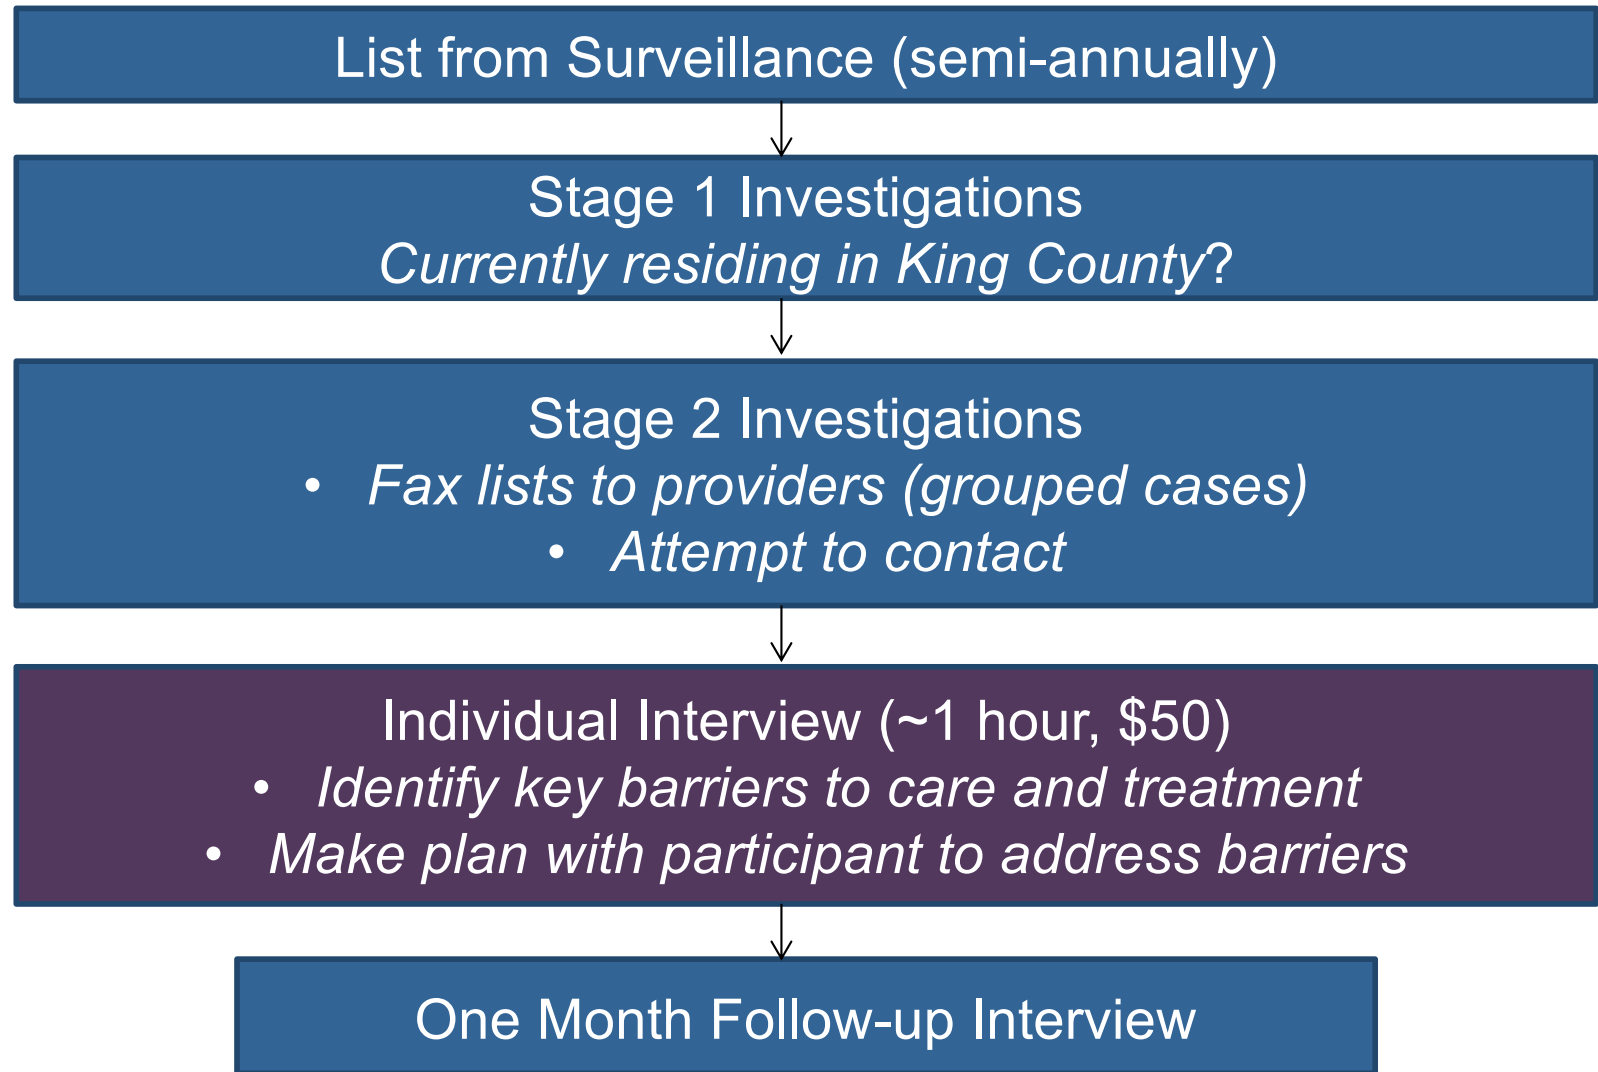 List from Surveillance (semi-annually)
Stage 1 Investigations
Currently residing in King County?
Stage 2 Investigations
• Fax lists to providers (grouped cases)
• Attempt to contact
Individual Interview (~1 hour, $50)
• Identify key barriers to care and treatment
• Make plan with participant to address barriers
One Month Follow-up Interview